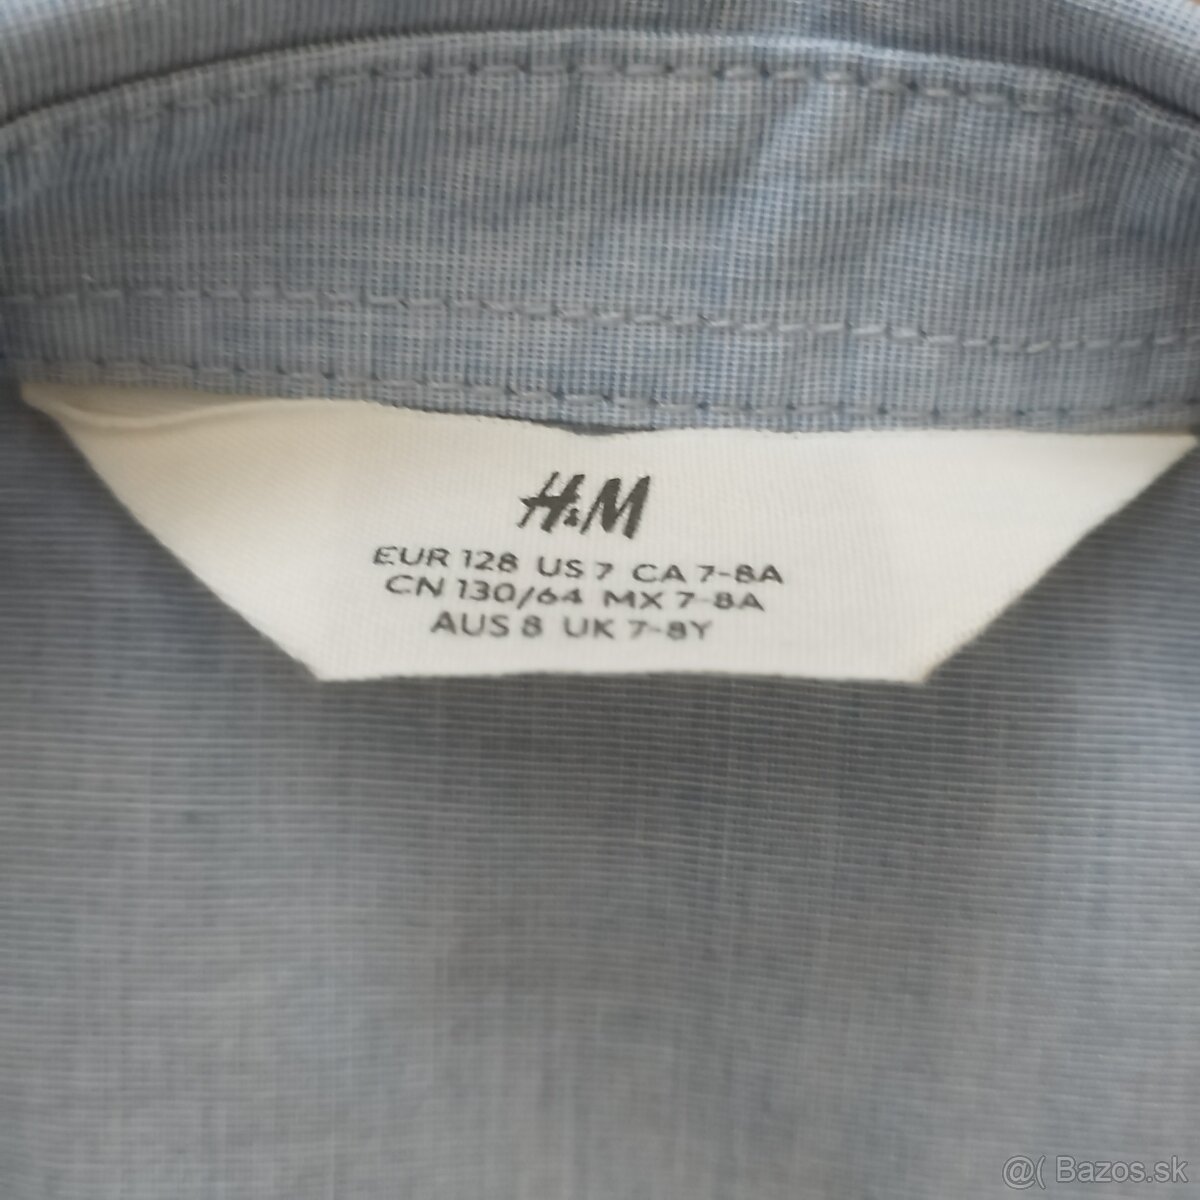 H&M
EUR 128 US 7 CA 7-8A
CN 130/64 MX 7-8A
AUS 8 UK 7-8Y
@( Bazos.sk